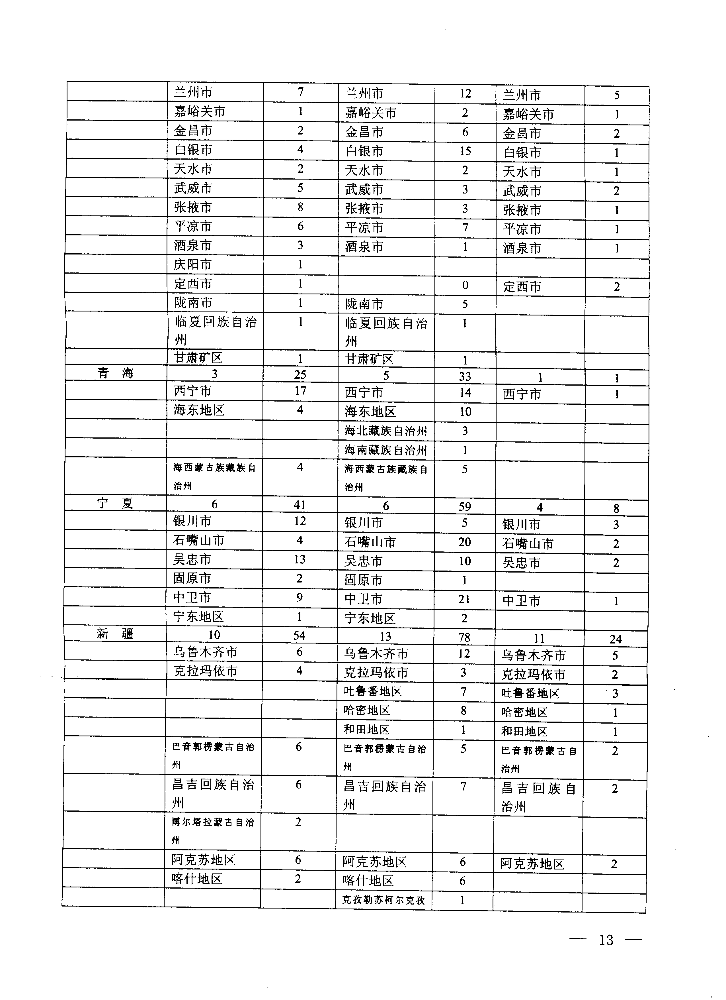 兰州市 7 兰州市 12 兰州市 5
嘉峪关市 1 嘉峪关市 2 嘉峪关市 1
金昌市 2 金昌市 6 金昌市 2
白银市 4 白银市 15 白银市 1
天水市 2 天水市 2 天水市 1
武威市 5 武威市 3 武威市 2
张掖市 8 张掖市 3 张掖市 1
平凉市 6 平凉市 7 平凉市 1
酒泉市 3 酒泉市 1 酒泉市 1
庆阳市 1
定西市 1 0 定西市 2
陇南市 1 陇南市 5
临夏回族自治 1 临夏回族自治 1
州 州
甘肃矿区 1 甘肃矿区 1
青 海 3 25 5 33 1 1
西宁市 17 西宁市 14 西宁市 1
海东地区 4 海东地区 10
海北藏族自治州 3
海南藏族自治州 1
海西蒙古族藏族自 4 海西蒙古族藏族自 5
治州 治州
宁 夏 6 41 6 59 4 8
银川市 12 银川市 5 银川市 3
石嘴山市 4 石嘴山市 20 石嘴山市 2
吴忠市 13 吴忠市 10 吴忠市 2
固原市 2 固原市 1
中卫市 9 中卫市 21 中卫市 1
宁东地区 1 宁东地区 2
新 疆 10 54 13 78 11 24
乌鲁木齐市 6 乌鲁木齐市 12 乌鲁木齐市 5
克拉玛依市 4 克拉玛依市 3 克拉玛依市 2
吐鲁番地区 7 吐鲁番地区 3
哈密地区 8 哈密地区 1
和田地区 1 和田地区 1
巴音郭楞蒙古自治 6 巴音郭楞蒙古自治 5 巴音郭楞蒙古自 2
州 州 治州
昌吉回族自治 6 昌吉回族自治 7 昌吉回族自 2
州 州 治州
博尔塔拉蒙古自治 2
州
阿克苏地区 6 阿克苏地区 6 阿克苏地区 2
喀什地区 2 喀什地区 6
克孜勒苏柯尔克孜 1
— 13 —